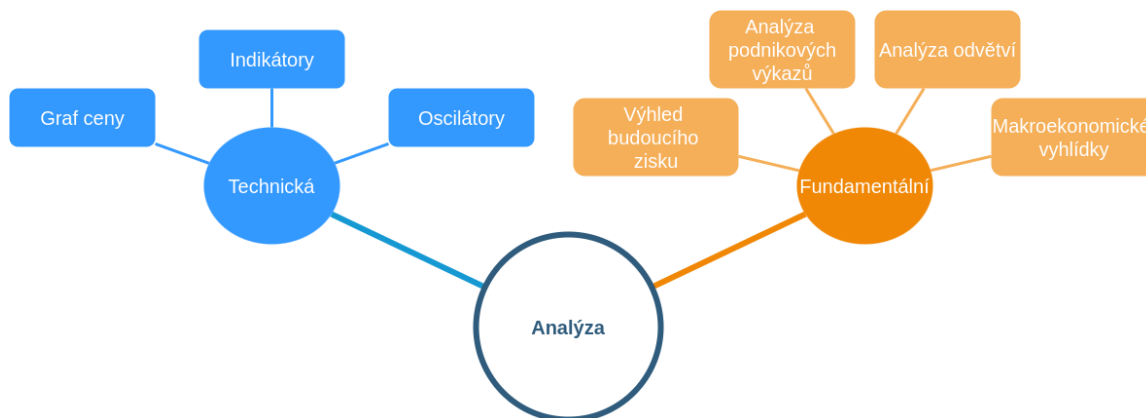 Indikátory
Graf ceny
Oscilátory
Technická
Analýza
podnikových
výkazů
Analýza odvětví
Výhled
budoucího
zisku
Makroekonomické
vyhlídky
Fundamentální
Analýza